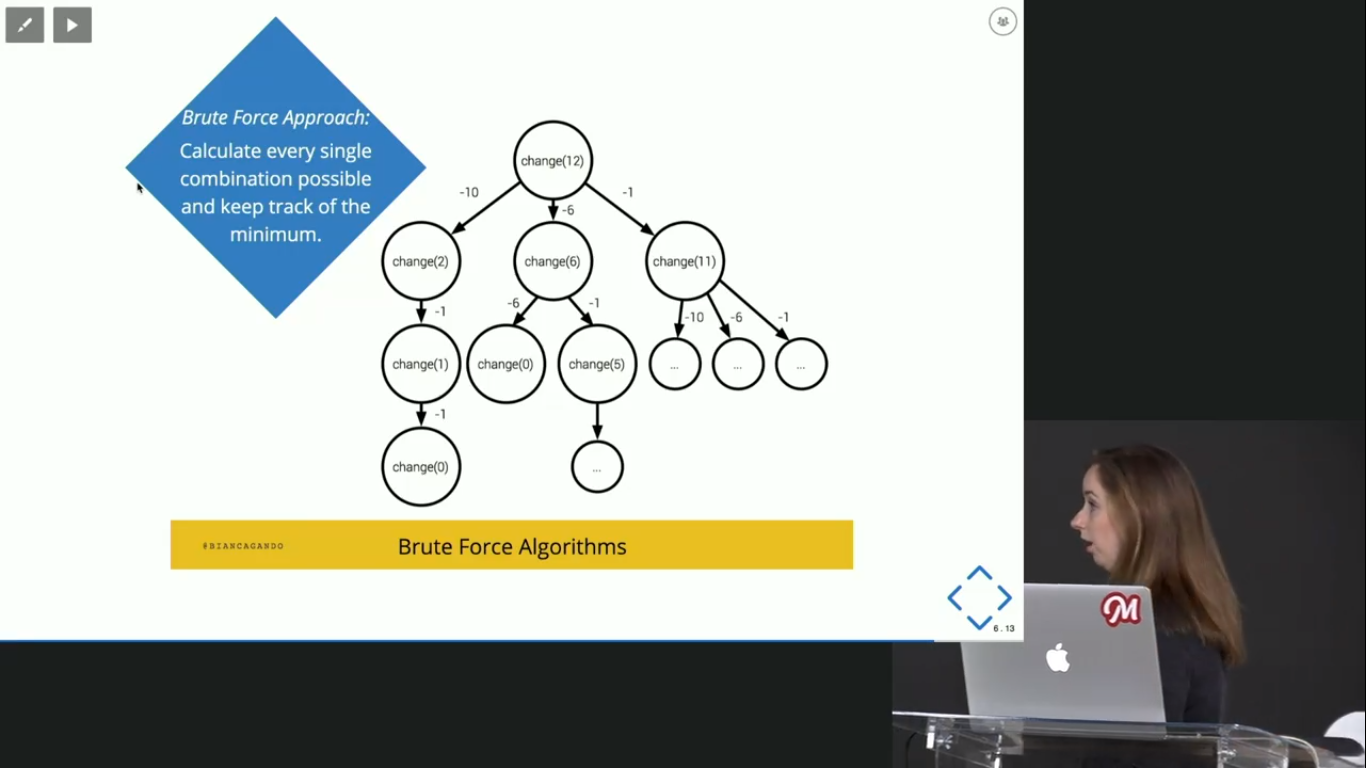 Brute Force Approach:
Calculate every single
combination possible
and keep track of the
minimum.
change(12)
-10
-6
-1
change(2)
change(6)
change(11)
-1
-6
-1
-10
-6
-1
change(1)
change(0)
change(5)
...
...
...
-1
change(0)
...
#BIANCAGANDO
Brute Force Algorithms
6.13
M